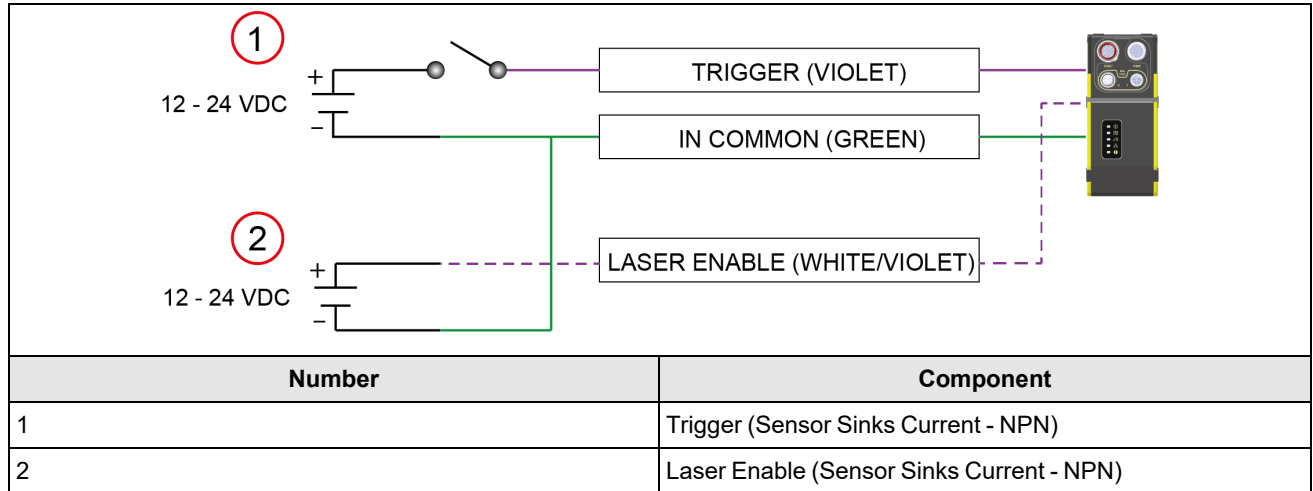 1
+
12 - 24 VDC
–
TRIGGER (VIOLET)
IN COMMON (GREEN)
2
+
12 - 24 VDC
–
LASER ENABLE (WHITE/VIOLET)
Number Component
1 Trigger (Sensor Sinks Current - NPN)
2 Laser Enable (Sensor Sinks Current - NPN)